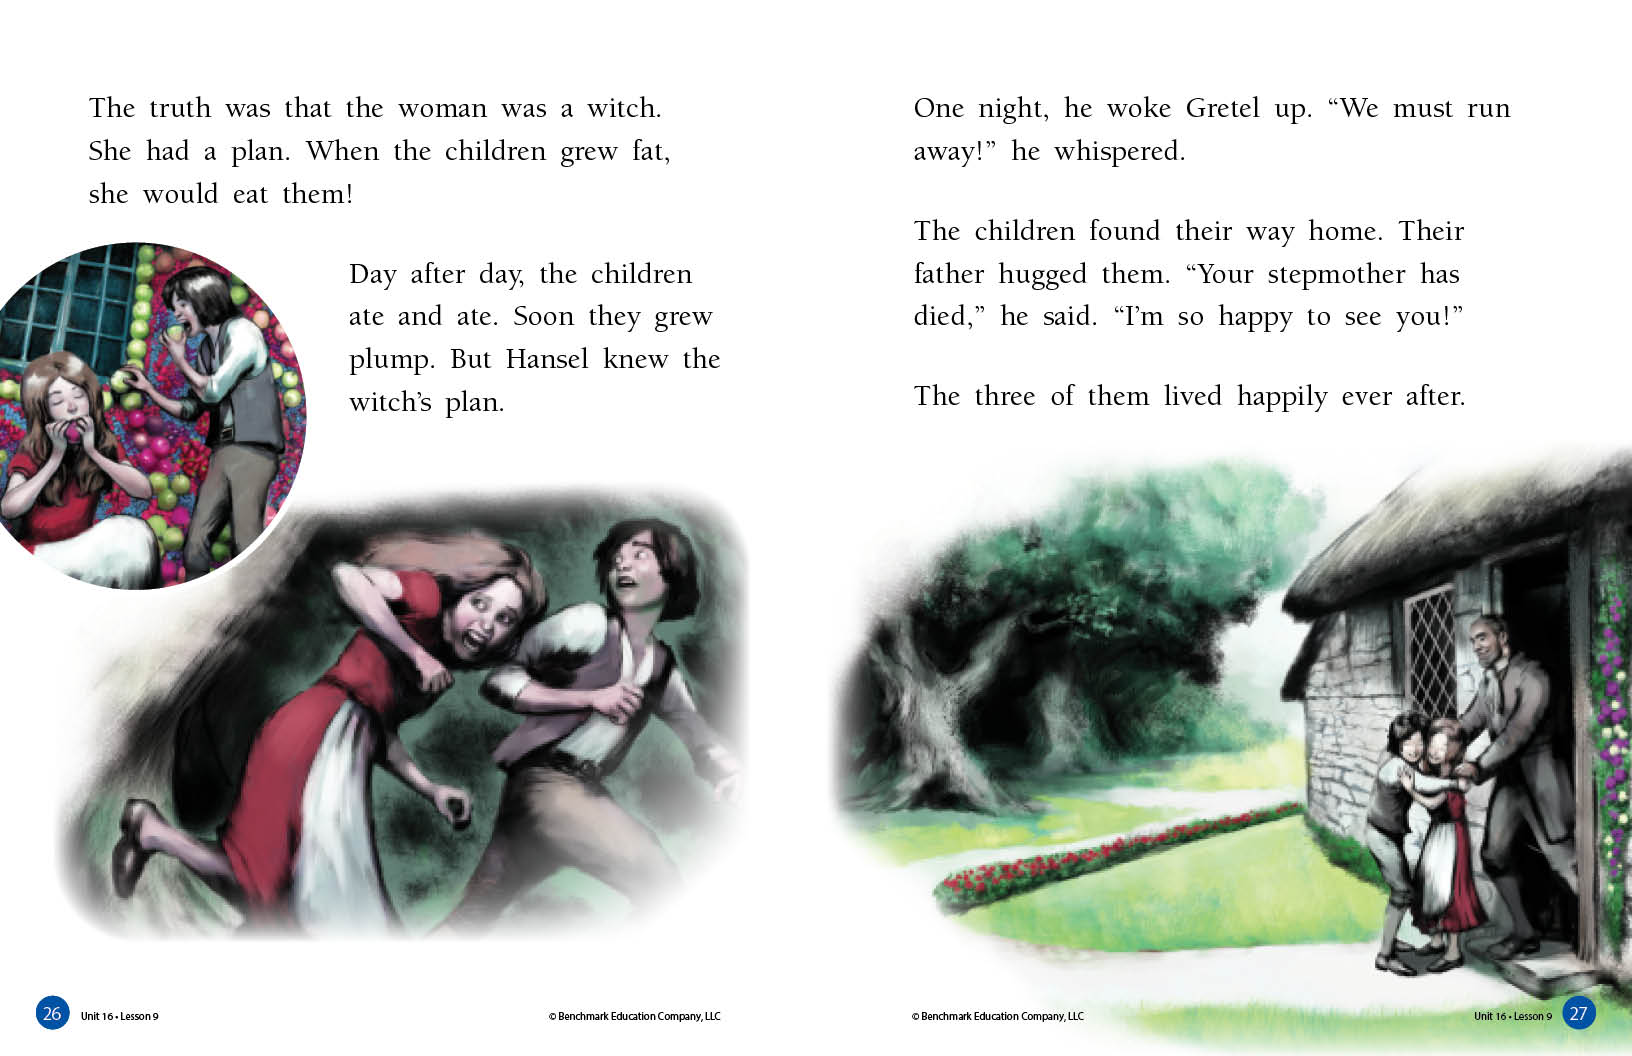 The truth was that the woman was a witch.
She had a plan. When the children grew fat,
she would eat them!
Day after day, the children
ate and ate. Soon they grew
plump. But Hansel knew the
witch’s plan.
26 Unit 16 • Lesson 9
© Benchmark Education Company, LLC
One night, he woke Gretel up. “We must run
away!” he whispered.
The children found their way home. Their
father hugged them. “Your stepmother has
died,” he said. “I’m so happy to see you!”
The three of them lived happily ever after.
© Benchmark Education Company, LLC
Unit 16 • Lesson 9 27